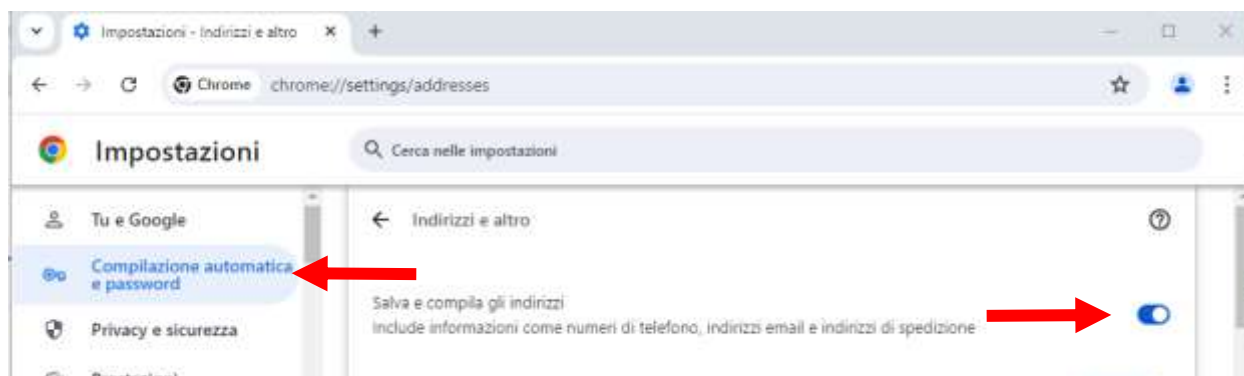 Impostazioni - Indirizzi e altro
Chrome chrome://settings/addresses
Impostazioni
Cerca nelle impostazioni
Tu e Google
Indirizzi e altro
Compilazione automatica
e password
Salva e compila gli indirizzi
Include informazioni come numeri di telefono, indirizzi email e indirizzi di spedizione
Privacy e sicurezza